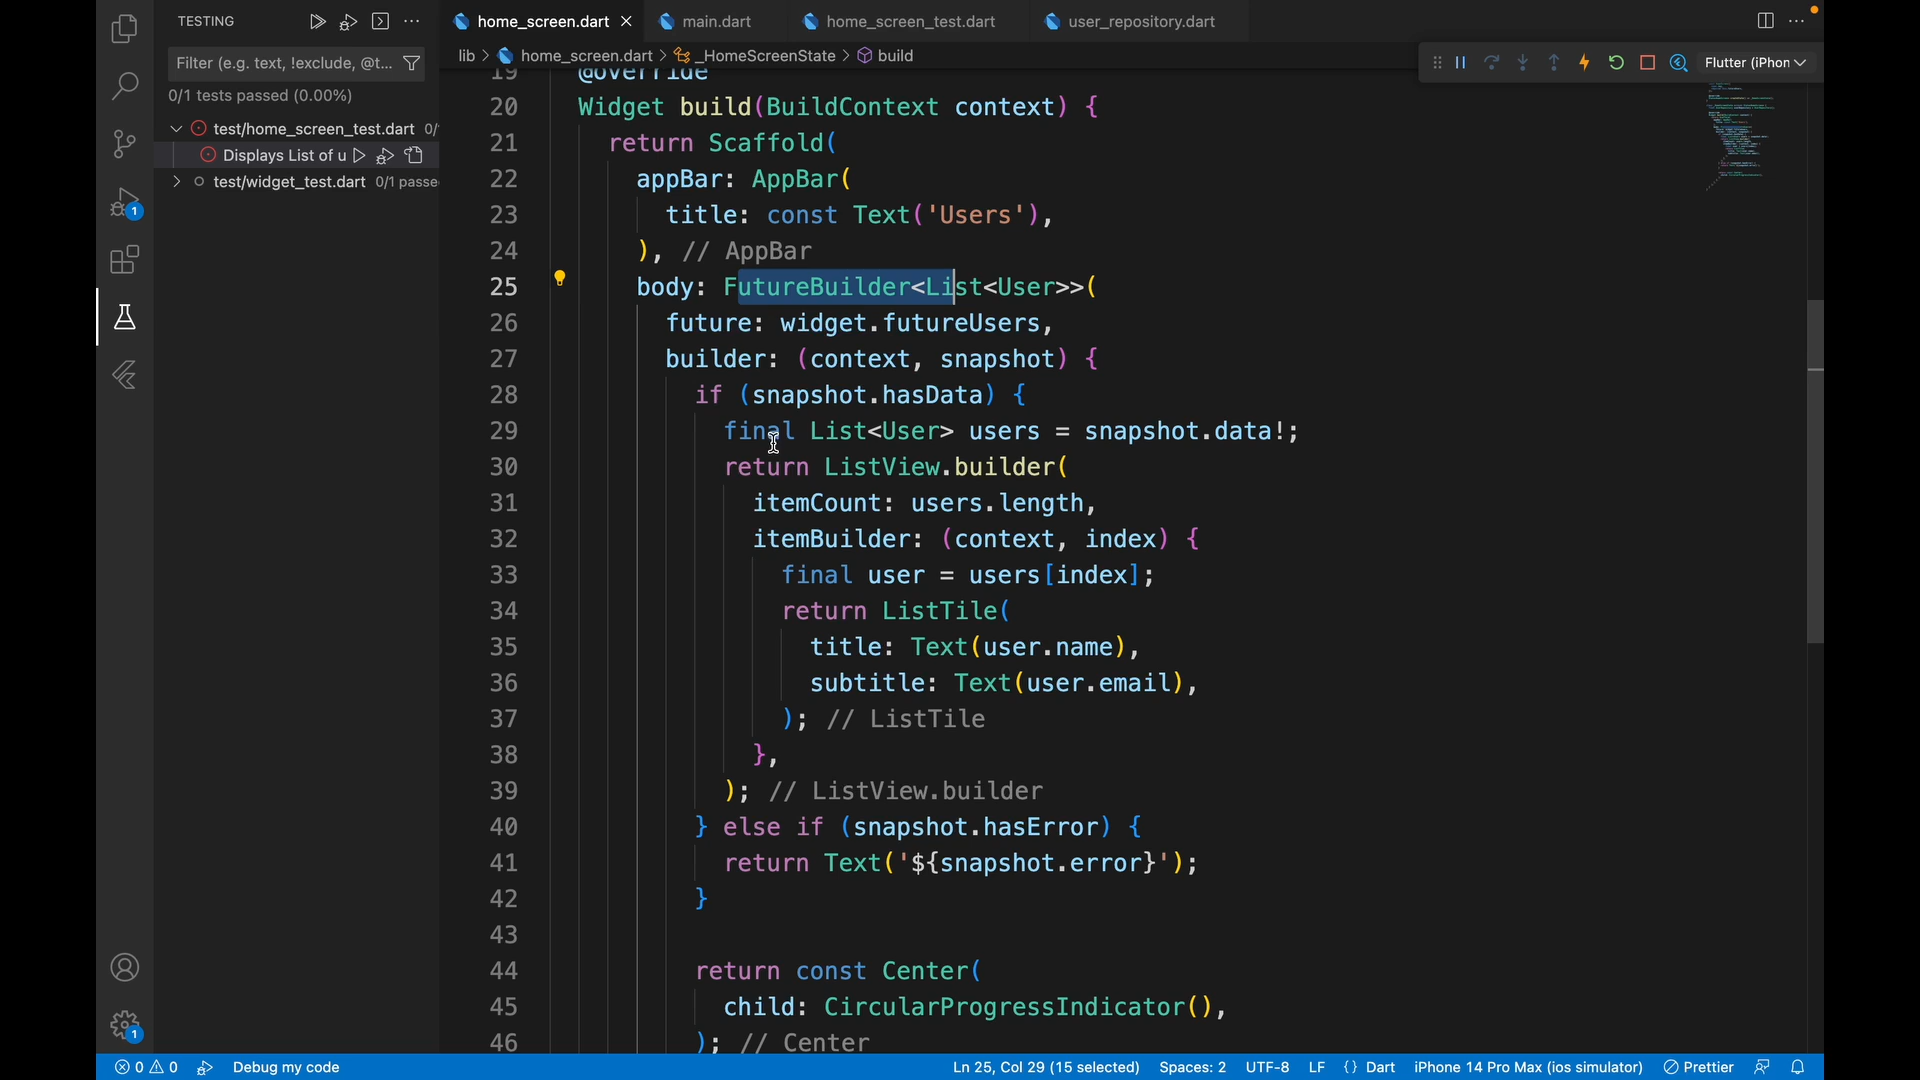 TESTING
home_screen.dart
main.dart
home_screen_test.dart
user_repository.dart
Filter (e.g. text, !exclude, @t...
lib > home_screen.dart > _HomeScreenState > build
Flutter (iPhon
0/1 tests passed (0.00%)
test/home_screen_test.dart 0/
Displays List of u
test/widget_test.dart 0/1 passe
19 @override
20 Widget build(BuildContext context) {
21 return Scaffold(
22 appBar: AppBar(
23 title: const Text('Users'),
24 ), // AppBar
25 body: FutureBuilder<List<User>>(
26 future: widget.futureUsers,
27 builder: (context, snapshot) {
28 if (snapshot.hasData) {
29 final List<User> users = snapshot.data!;
30 return ListView.builder(
31 itemCount: users.length,
32 itemBuilder: (context, index) {
33 final user = users[index];
34 return ListTile(
35 title: Text(user.name),
36 subtitle: Text(user.email),
37 ); // ListTile
38 },
39 ); // ListView.builder
40 } else if (snapshot.hasError) {
41 return Text('${snapshot.error}');
42 }
43
44 return const Center(
45 child: CircularProgressIndicator(),
46 ); // Center
1
1
0 0 Debug my code
Ln 25, Col 29 (15 selected) Spaces: 2 UTF-8 LF {} Dart iPhone 14 Pro Max (ios simulator) Prettier